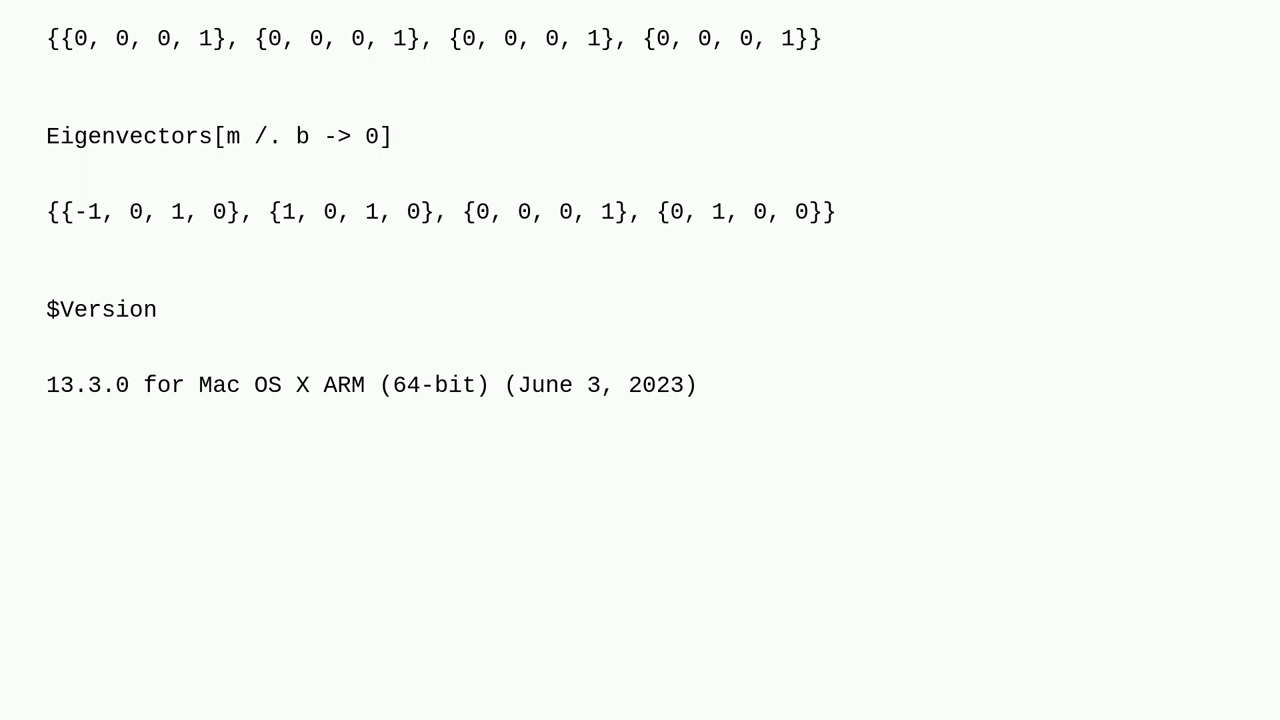 {{0, 0, 0, 1}, {0, 0, 0, 1}, {0, 0, 0, 1}, {0, 0, 0, 1}}
Eigenvectors[m /. b -> 0]
{{-1, 0, 1, 0}, {1, 0, 1, 0}, {0, 0, 0, 1}, {0, 1, 0, 0}}
$Version
13.3.0 for Mac OS X ARM (64-bit) (June 3, 2023)